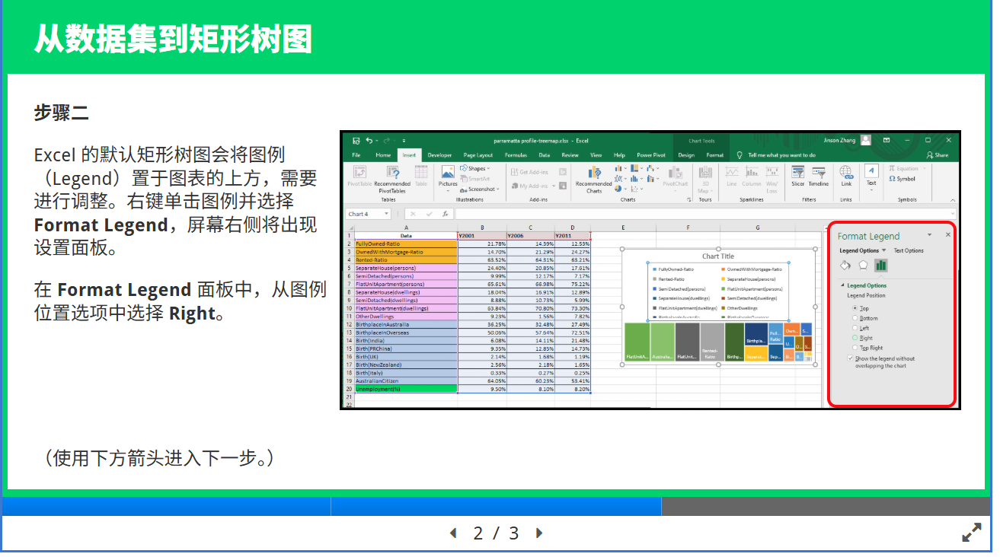 从数据集到矩形树图
步骤二
Excel 的默认矩形树图会将图例
（Legend）置于图表的上方，需要
进行调整。右键单击图例并选择
Format Legend，屏幕右侧将出现
设置面板。
在 Format Legend 面板中，从图例
位置选项中选择 Right。
（使用下方箭头进入下一步。）
parramatta profile-treemap.xlsx - Excel
Chart Tools
Jinson Zhang
File Home Insert Developer Page Layout Formulas Data Review View Help Power Pivot Design Format Tell me what you want to do Share
PivotTable Recommended PivotTables Table
Tables
Pictures Shapes SmartArt Screenshot
Illustrations
Get Add-ins
My Add-ins
Add-ins
Recommended Charts
PivotChart
Charts
3D Map
Tours
Line Column Win/Loss
Sparklines
Slicer Timeline
Filters
Link
Links
Text
Equation
Symbol
Symbols
Chart 4 fx
A B C D E F G
1 Data Y2001 Y2006 Y2011
2 FullyOwned-Ratio 21.78% 14.39% 12.53%
3 OwnedWithMortgage-Ratio 14.70% 21.29% 24.27%
4 Rented-Ratio 63.52% 64.31% 63.21%
5 SeparateHouse(persons) 24.40% 20.85% 17.61%
6 SemiDetached(persons) 9.99% 12.17% 7.17%
7 FlatUnitApartment(persons) 65.61% 66.98% 75.22%
8 SeparateHouse(dwellings) 18.04% 16.91% 12.89%
9 SemiDetached(dwellings) 8.88% 10.73% 5.99%
10 FlatUnitApartment(dwellings) 63.84% 70.80% 73.30%
11 OtherDwellings 9.23% 1.56% 7.82%
12 BirthplaceInAustralia 36.25% 32.48% 27.49%
13 BirthplaceInOverseas 50.06% 57.64% 72.51%
14 Birth(India) 6.08% 14.11% 21.48%
15 Birth(PRChina) 9.35% 12.85% 14.73%
16 Birth(UK) 2.14% 1.68% 1.19%
17 Birth(NewZealand) 2.56% 2.18% 1.65%
18 Birth(Italy) 0.33% 0.27% 0.25%
19 AustralianCitizen 64.05% 60.23% 53.41%
20 Unemployment(%) 9.50% 8.10% 8.20%
21
22
Chart Title
FullyOwned-Ratio OwnedWithMortgage-Ratio
Rented-Ratio SeparateHouse(persons)
SemiDetached(persons) FlatUnitApartment(persons)
SeparateHouse(dwellings) SemiDetached(dwellings)
FlatUnitApartment(dwellings) OtherDwellings
BirthplaceInAustralia BirthplaceInOverseas
FlatUnitA... Australia... FlatUnit... Rented-Ratio Birthp... Birthpla... Separat... Full... Ratio Sep... Own... S...
Format Legend
Legend Options Text Options
Legend Options
Legend Position
Top
Bottom
Left
Right
Top Right
Show the legend without
overlapping the chart
2 / 3